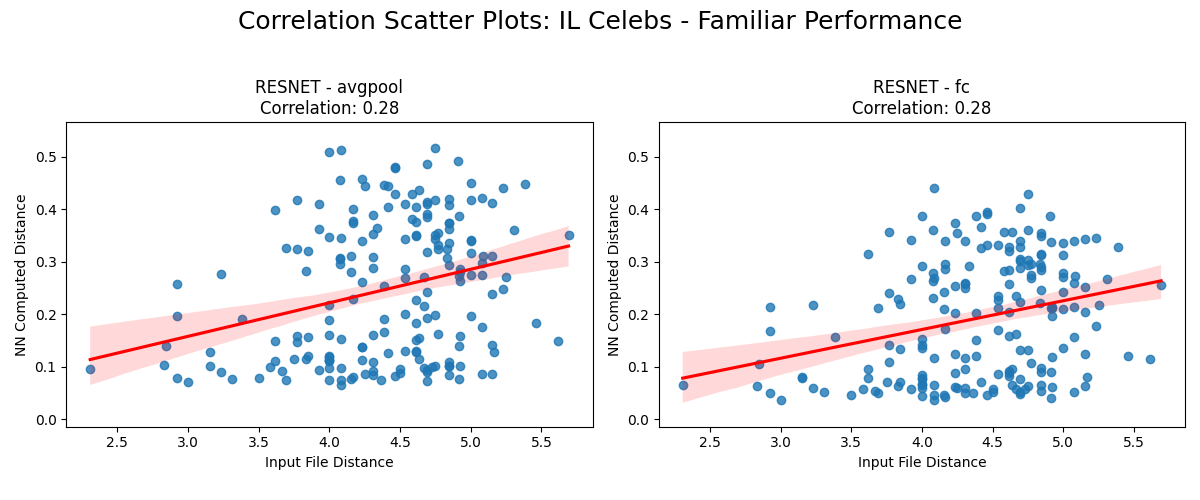 Correlation Scatter Plots: IL Celebs - Familiar Performance
RESNET - avgpool
Correlation: 0.28
NN Computed Distance
0.5
0.4
0.3
0.2
0.1
0.0
2.5 3.0 3.5 4.0 4.5 5.0 5.5
Input File Distance
RESNET - fc
Correlation: 0.28
NN Computed Distance
0.5
0.4
0.3
0.2
0.1
0.0
2.5 3.0 3.5 4.0 4.5 5.0 5.5
Input File Distance